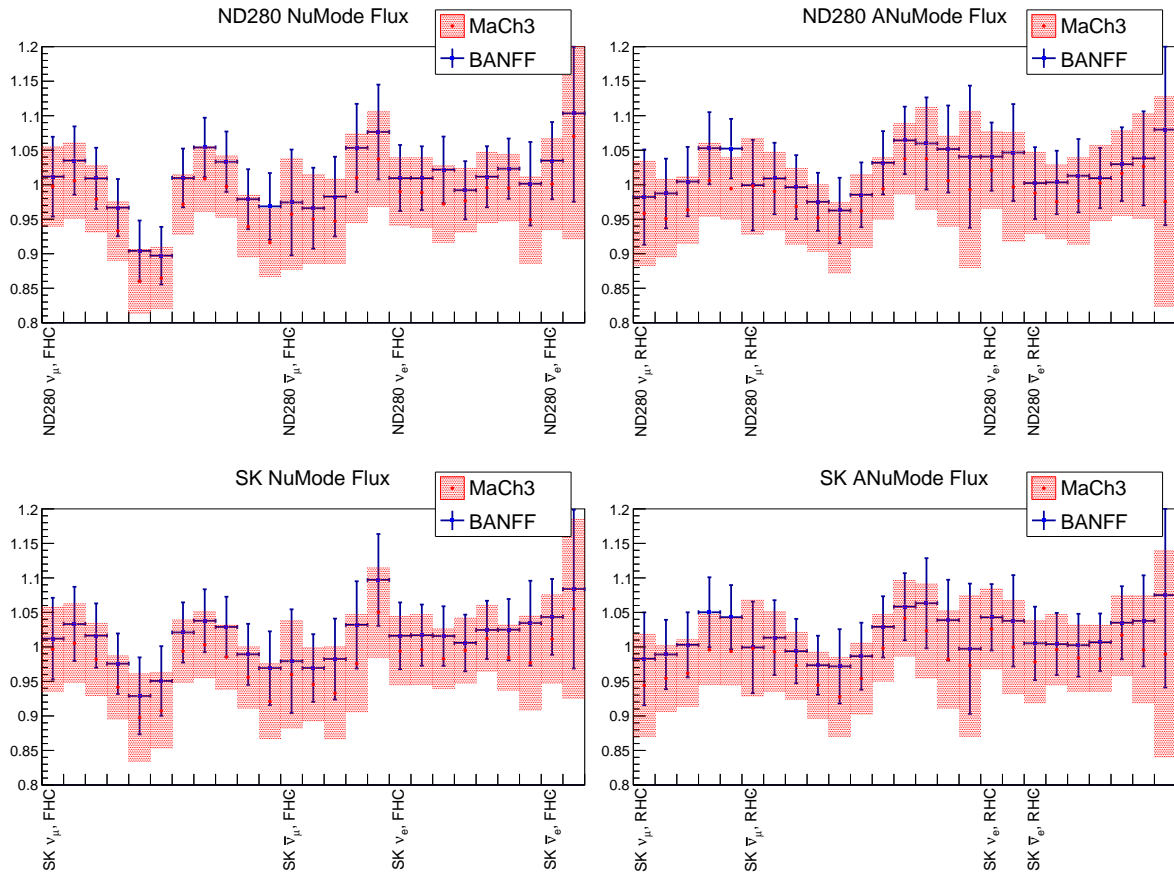 ND280 NuMode Flux
MaCh3
BANFF
1.2
1.15
1.1
1.05
1
0.95
0.9
0.85
0.8
ND280 ν_μ, FHC
ND280 ν̅_μ, FHC
ND280 ν_e, FHC
ND280 ν̅_e, FHC
ND280 ANuMode Flux
MaCh3
BANFF
1.2
1.15
1.1
1.05
1
0.95
0.9
0.85
0.8
ND280 ν_μ, RHC
ND280 ν̅_μ, RHC
ND280 ν_e, RHC
ND280 ν̅_e, RHC
SK NuMode Flux
MaCh3
BANFF
1.2
1.15
1.1
1.05
1
0.95
0.9
0.85
0.8
SK ν_μ, FHC
SK ν̅_μ, FHC
SK ν_e, FHC
SK ν̅_e, FHC
SK ANuMode Flux
MaCh3
BANFF
1.2
1.15
1.1
1.05
1
0.95
0.9
0.85
0.8
SK ν_μ, RHC
SK ν̅_μ, RHC
SK ν_e, RHC
SK ν̅_e, RHC